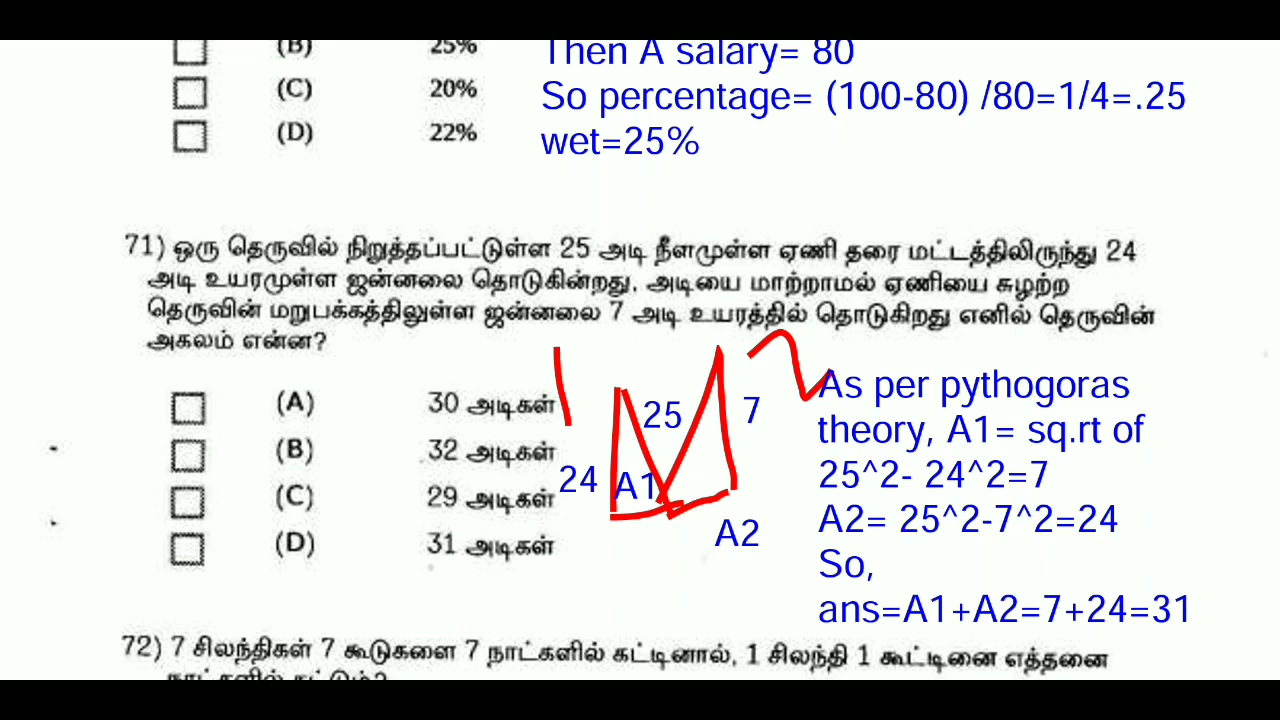 (B) 25% Then A salary= 80
(C) 20% So percentage= (100-80) /80=1/4=.25
(D) 22% wet=25%
71) ஒரு தெருவில் நிறுத்தப்பட்டுள்ள 25 அடி நீளமுள்ள ஏணி தரை மட்டத்திலிருந்து 24
அடி உயரமுள்ள ஜன்னலை தொடுகின்றது, அடியை மாற்றாமல் ஏணியை சுழற்ற
தெருவின் மறுபக்கத்திலுள்ள ஜன்னலை 7 அடி உயரத்தில் தொடுகிறது எனில் தெருவின்
அகலம் என்ன?
(A) 30 அடிகள்
(B) 32 அடிகள்
(C) 29 அடிகள்
(D) 31 அடிகள்
25
7
24
A1
A2
As per pythogoras
theory, A1= sq.rt of
25^2- 24^2=7
A2= 25^2-7^2=24
So,
ans=A1+A2=7+24=31
72) 7 சிலந்திகள் 7 கூடுகளை 7 நாட்களில் கட்டினால், 1 சிலந்தி 1 கூட்டினை எத்தனை